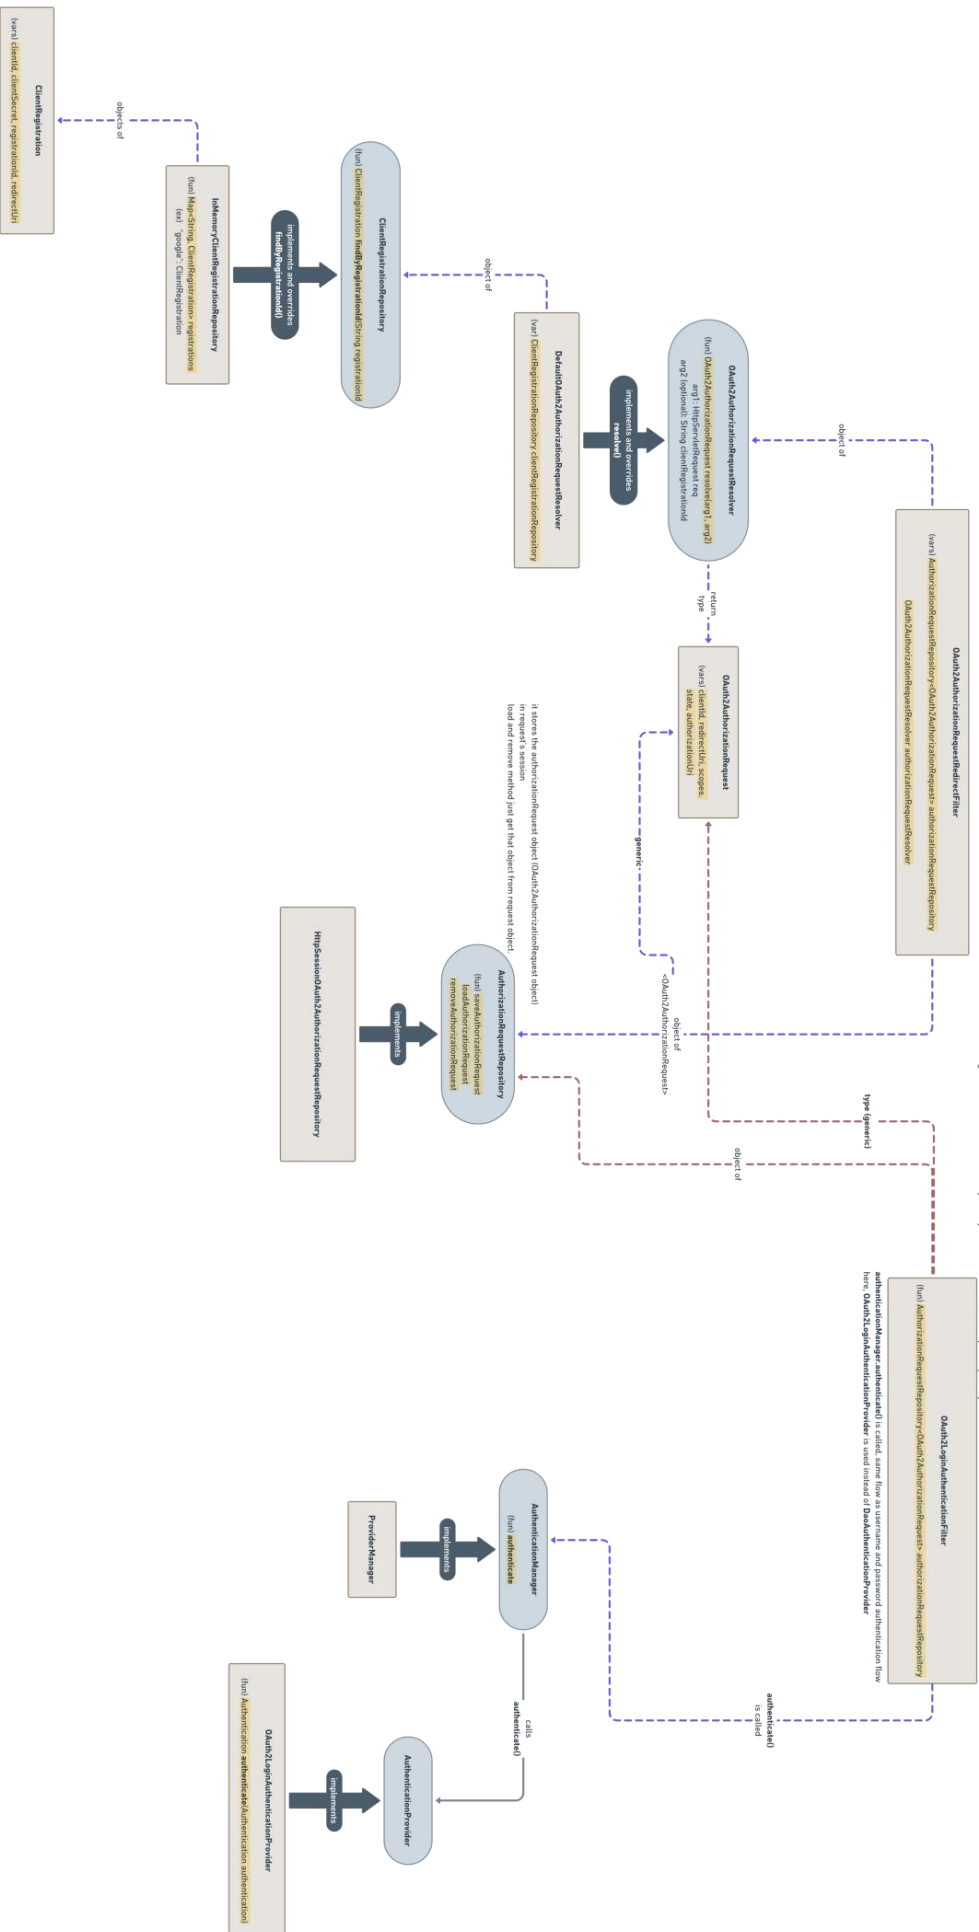 OAuth2AuthorizationRequestRedirectFilter
(vars) AuthorizationRequestRepository<OAuth2AuthorizationRequest> authorizationRequestRepository
OAuth2AuthorizationRequestResolver authorizationRequestResolver
object of
object of
OAuth2AuthorizationRequestResolver
(fun) OAuth2AuthorizationRequest resolve(arg1, arg2)
arg1: HttpServletRequest req
arg2 (optional): String clientRegistrationId
return
type
OAuth2AuthorizationRequest
(vars) clientId, redirectUri, scopes,
state, authorizationUri
generic
<OAuth2AuthorizationRequest>
implements and overrides
resolve()
DefaultOAuth2AuthorizationRequestResolver
(var) ClientRegistrationRepository clientRegistrationRepository
object of
ClientRegistrationRepository
(fun) ClientRegistration findByRegistrationId(String registrationId
implements and overrides
findByRegistrationId()
InMemoryClientRegistrationRepository
(fun) Map<String, ClientRegistration> registrations
(ex) "google": ClientRegistration
objects of
ClientRegistration
(vars) clientId, clientSecret, registrationId, redirectUri
it stores the authorizationRequest object (OAuth2AuthorizationRequest object)
in request's session
load and remove method just get that object from request object.
AuthorizationRequestRepository
(fun) saveAuthorizationRequest
loadAuthorizationRequest
removeAuthorizationRequest
implements
HttpSessionOAuth2AuthorizationRequestRepository
OAuth2LoginAuthenticationFilter
(fun) AuthorizationRequestRepository<OAuth2AuthorizationRequest> authorizationRequestRepository
authenticationManager.authenticate() is called, same flow as username and password authentication flow
here, OAuth2LoginAuthenticationProvider is used instead of DaoAuthenticationProvider
type (generic)
object of
authenticate()
is called
AuthenticationManager
(fun) authenticate
implements
ProviderManager
calls
authenticate()
AuthenticationProvider
implements
OAuth2LoginAuthenticationProvider
(fun) Authentication authenticate(Authentication authentication)